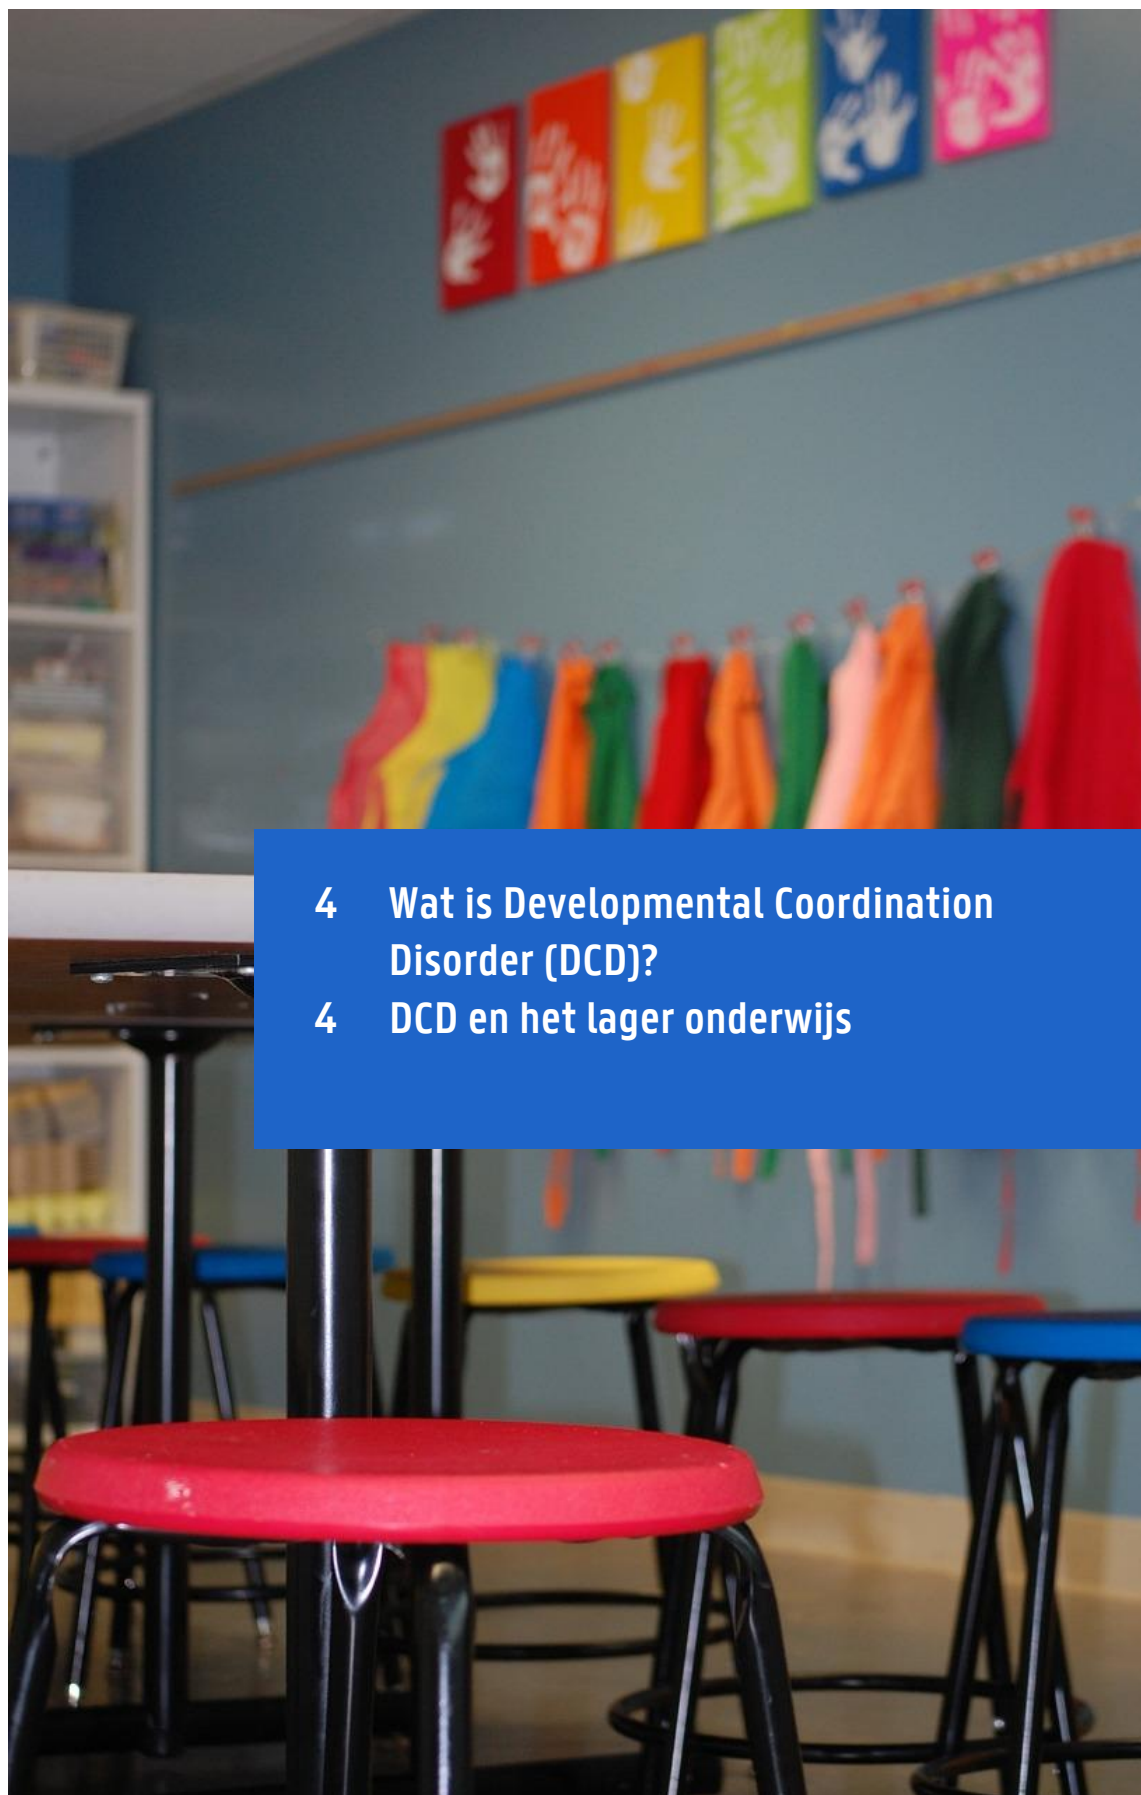 4 Wat is Developmental Coordination
Disorder (DCD)?
4 DCD en het lager onderwijs